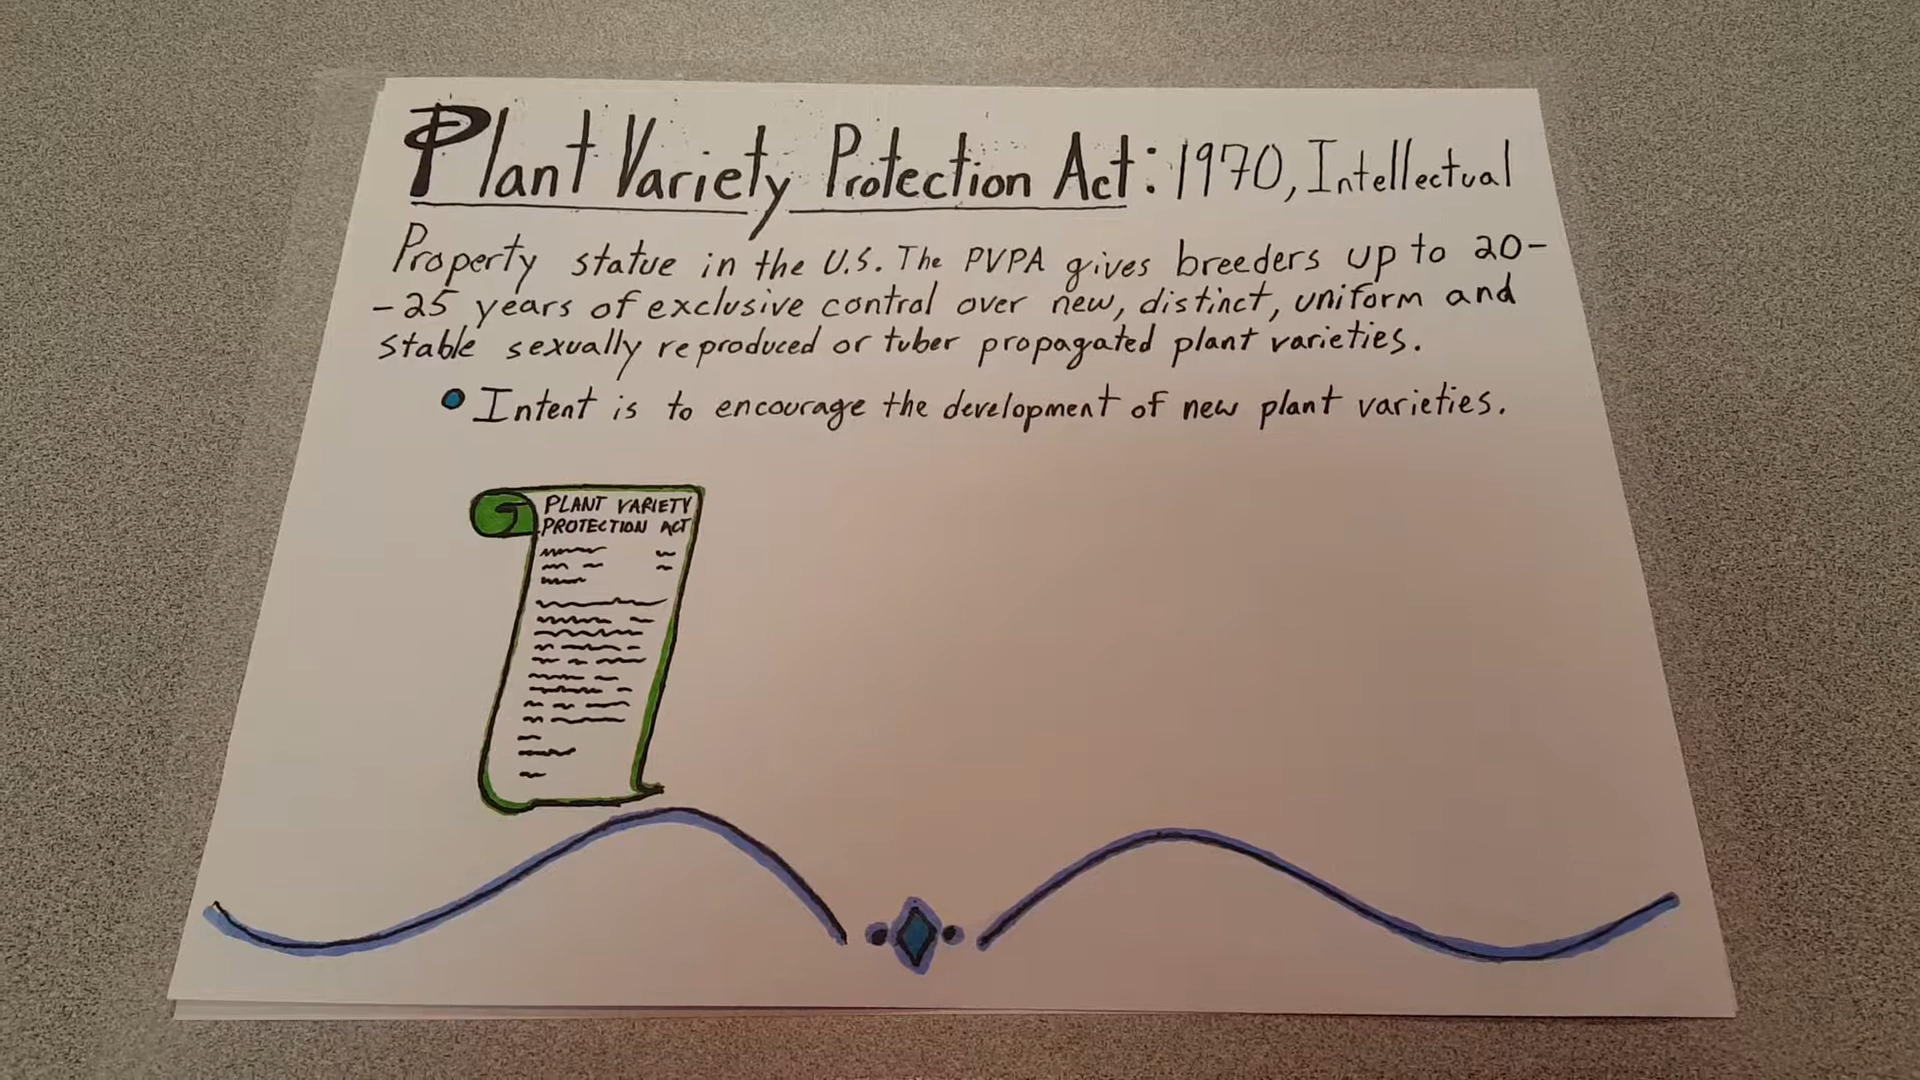 Plant Variety Protection Act: 1970, Intellectual
Property statue in the U.S. The PVPA gives breeders up to 20-
-25 years of exclusive control over new, distinct, uniform and
stable sexually reproduced or tuber propagated plant varieties.
Intent is to encourage the development of new plant varieties.
PLANT VARIETY
PROTECTION ACT